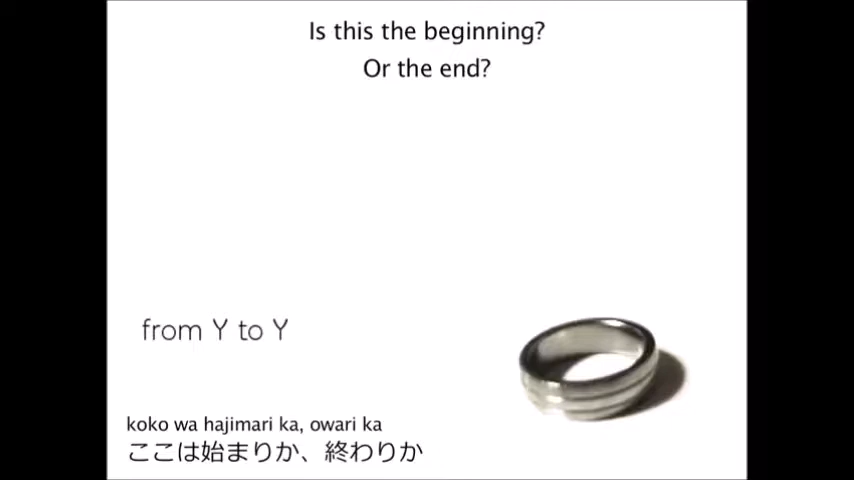 Is this the beginning?
Or the end?
from Y to Y
koko wa hajimari ka, owari ka
ここは始まりか、終わりか